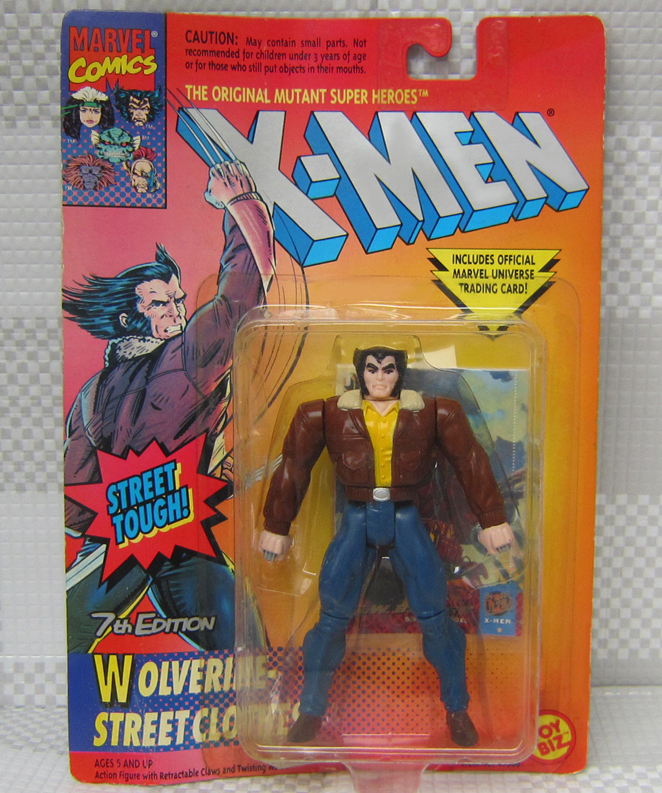 MARVEL®
COMICS
CAUTION: May contain small parts. Not
recommended for children under 3 years of age
or for those who still put objects in their mouths.
THE ORIGINAL MUTANT SUPER HEROES™
X-MEN®
INCLUDES OFFICIAL
MARVEL UNIVERSE
TRADING CARD!
STREET
TOUGH!
7th EDITION
WOLVERINE-
STREET
X-MEN
TOY
BIZ™
AGES 5 AND UP
Action Figure with Retractable Claws and Twisting